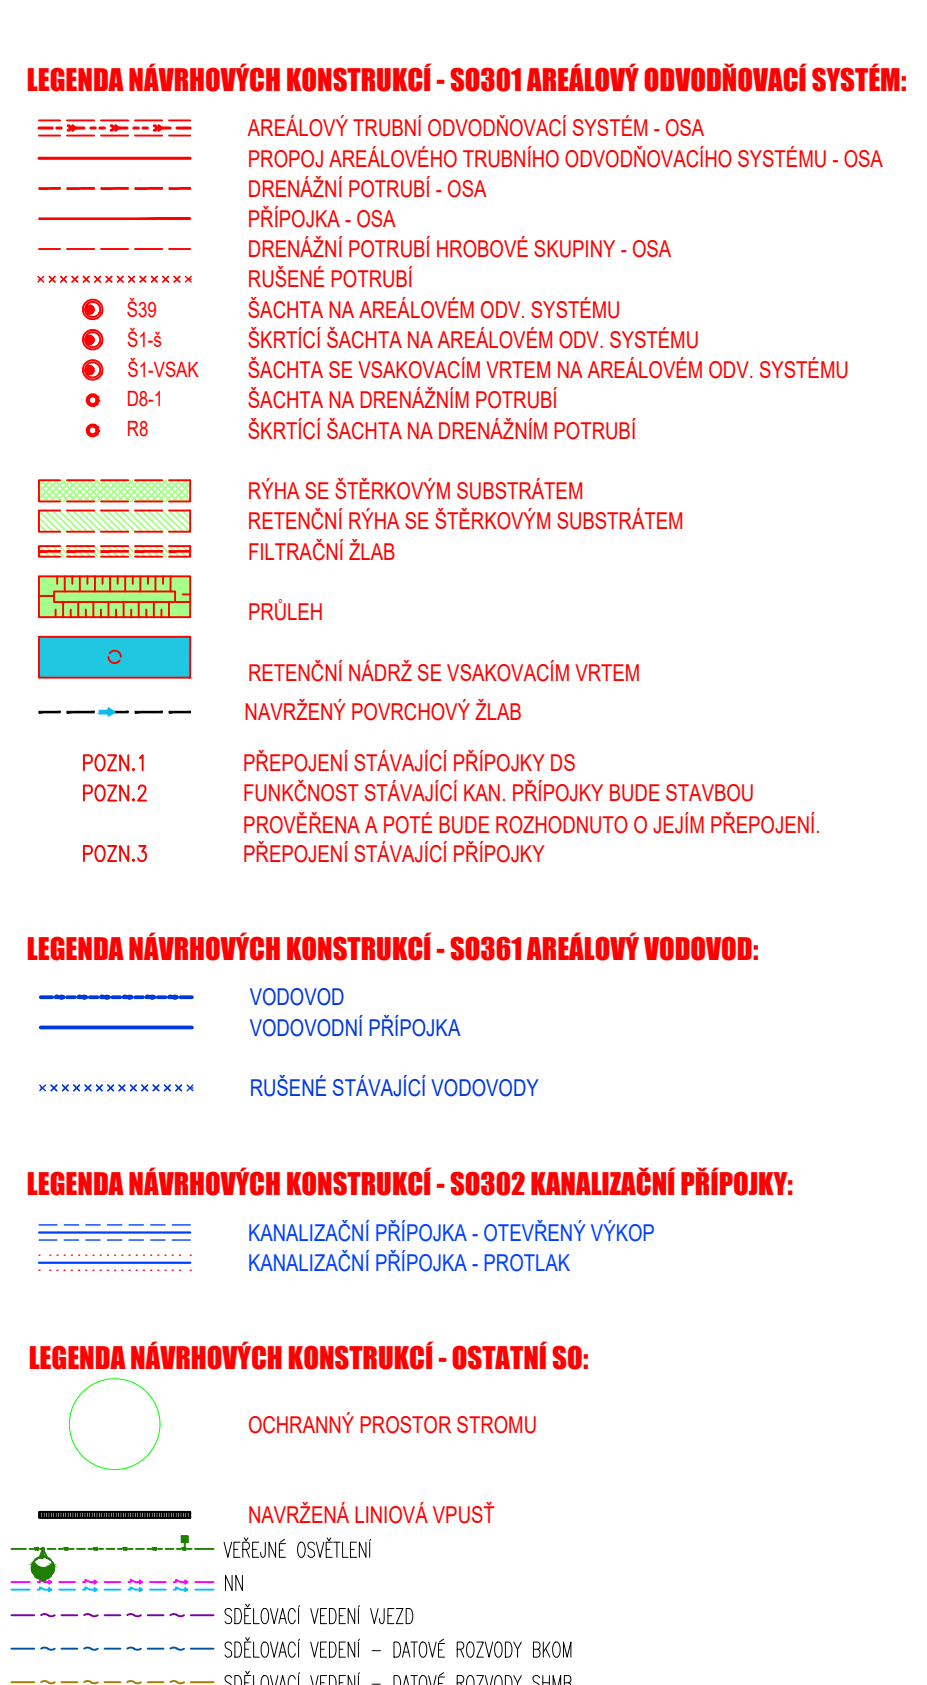 LEGENDA NÁVRHOVÝCH KONSTRUKCÍ - SO301 AREÁLOVÝ ODVODŇOVACÍ SYSTÉM:
AREÁLOVÝ TRUBNÍ ODVODŇOVACÍ SYSTÉM - OSA
PROPOJ AREÁLOVÉHO TRUBNÍHO ODVODŇOVACÍHO SYSTÉMU - OSA
DRENÁŽNÍ POTRUBÍ - OSA
PŘÍPOJKA - OSA
DRENÁŽNÍ POTRUBÍ HROBOVÉ SKUPINY - OSA
RUŠENÉ POTRUBÍ
Š39 ŠACHTA NA AREÁLOVÉM ODV. SYSTÉMU
Š1-š ŠKRTÍCÍ ŠACHTA NA AREÁLOVÉM ODV. SYSTÉMU
Š1-VSAK ŠACHTA SE VSAKOVACÍM VRTEM NA AREÁLOVÉM ODV. SYSTÉMU
D8-1 ŠACHTA NA DRENÁŽNÍM POTRUBÍ
R8 ŠKRTÍCÍ ŠACHTA NA DRENÁŽNÍM POTRUBÍ
RÝHA SE ŠTĚRKOVÝM SUBSTRÁTEM
RETENČNÍ RÝHA SE ŠTĚRKOVÝM SUBSTRÁTEM
FILTRAČNÍ ŽLAB
PRŮLEH
RETENČNÍ NÁDRŽ SE VSAKOVACÍM VRTEM
NAVRŽENÝ POVRCHOVÝ ŽLAB
POZN.1 PŘEPOJENÍ STÁVAJÍCÍ PŘÍPOJKY DS
POZN.2 FUNKČNOST STÁVAJÍCÍ KAN. PŘÍPOJKY BUDE STAVBOU
PROVĚŘENA A POTÉ BUDE ROZHODNUTO O JEJÍM PŘEPOJENÍ.
POZN.3 PŘEPOJENÍ STÁVAJÍCÍ PŘÍPOJKY
LEGENDA NÁVRHOVÝCH KONSTRUKCÍ - SO361 AREÁLOVÝ VODOVOD:
VODOVOD
VODOVODNÍ PŘÍPOJKA
RUŠENÉ STÁVAJÍCÍ VODOVODY
LEGENDA NÁVRHOVÝCH KONSTRUKCÍ - SO302 KANALIZAČNÍ PŘÍPOJKY:
KANALIZAČNÍ PŘÍPOJKA - OTEVŘENÝ VÝKOP
KANALIZAČNÍ PŘÍPOJKA - PROTLAK
LEGENDA NÁVRHOVÝCH KONSTRUKCÍ - OSTATNÍ SO:
OCHRANNÝ PROSTOR STROMU
NAVRŽENÁ LINIOVÁ VPUSŤ
VEŘEJNÉ OSVĚTLENÍ
NN
SDĚLOVACÍ VEDENÍ VJEZD
SDĚLOVACÍ VEDENÍ - DATOVÉ ROZVODY BKOM
SDĚLOVACÍ VEDENÍ - DATOVÉ ROZVODY SHMB